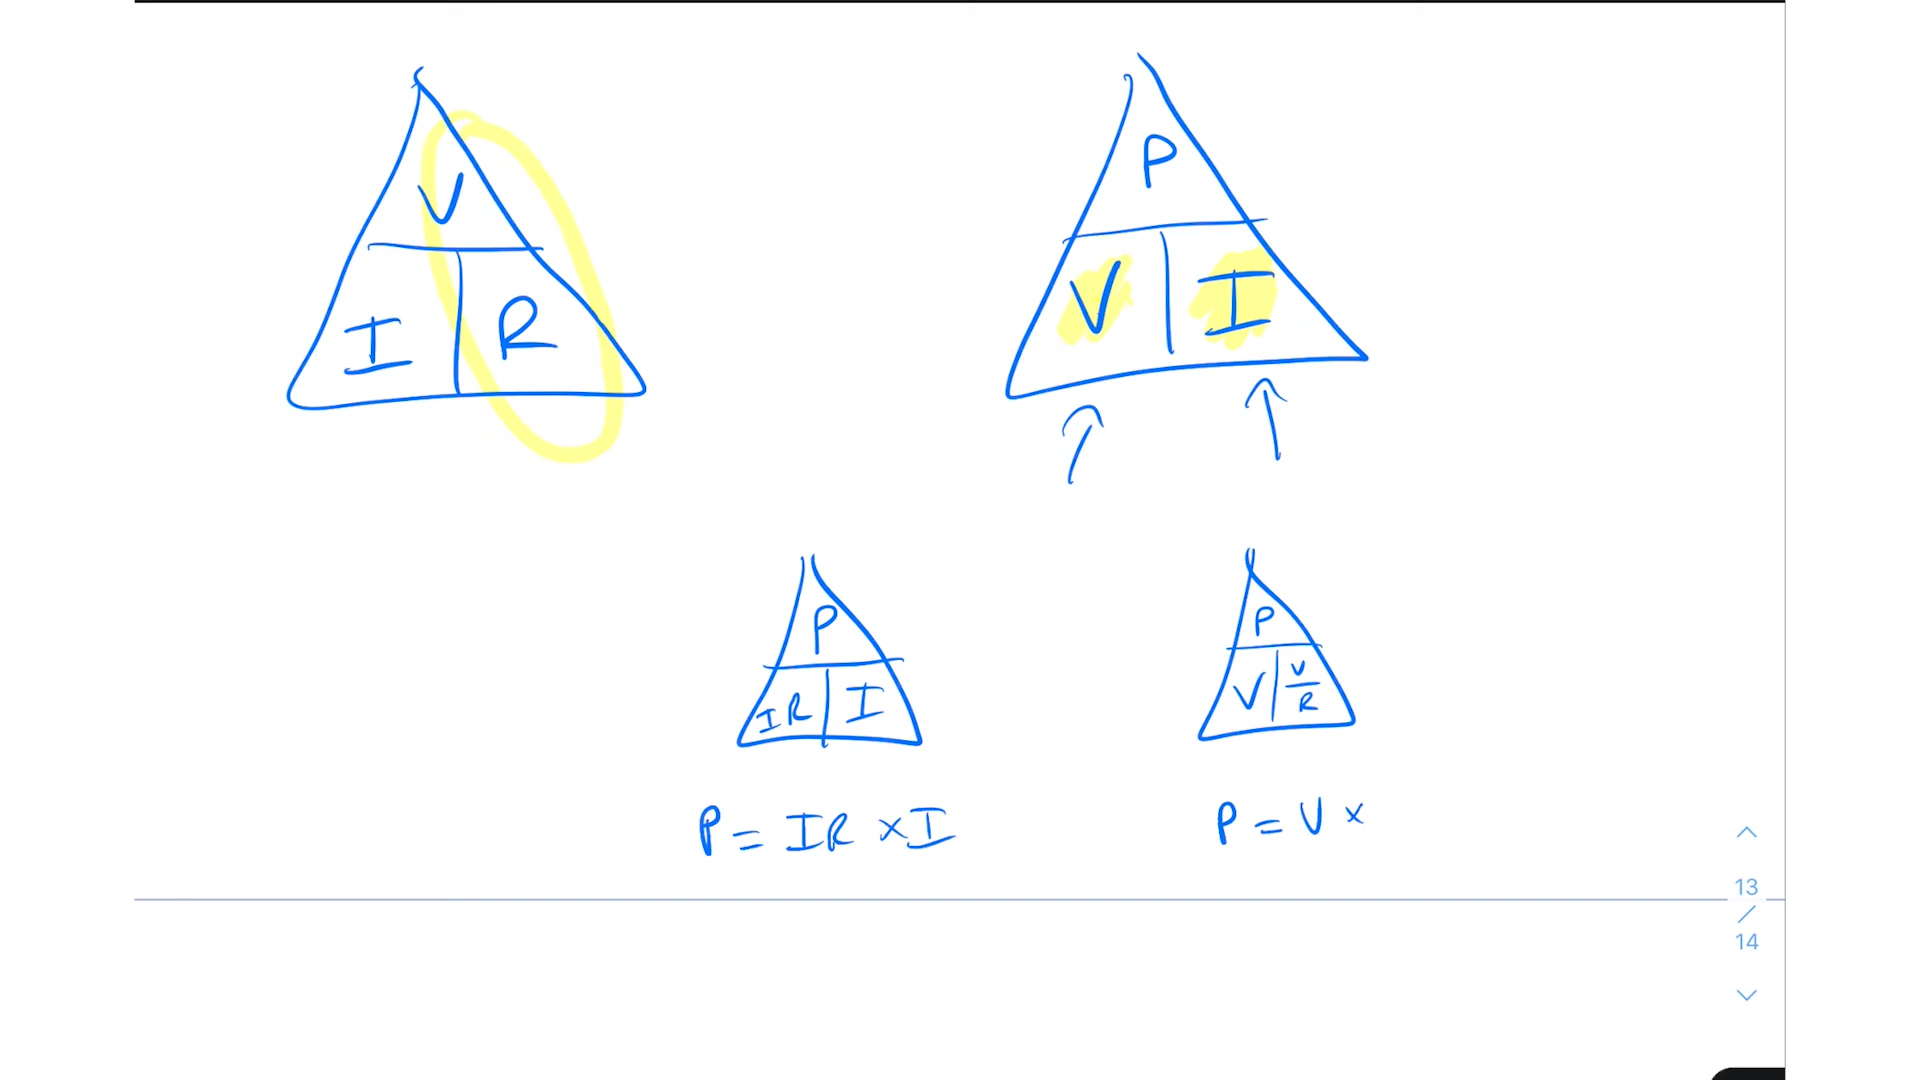 V
I R
P
V I
P
IR I
P
V V/R
P = IR × I
P = V ×
13
/
14